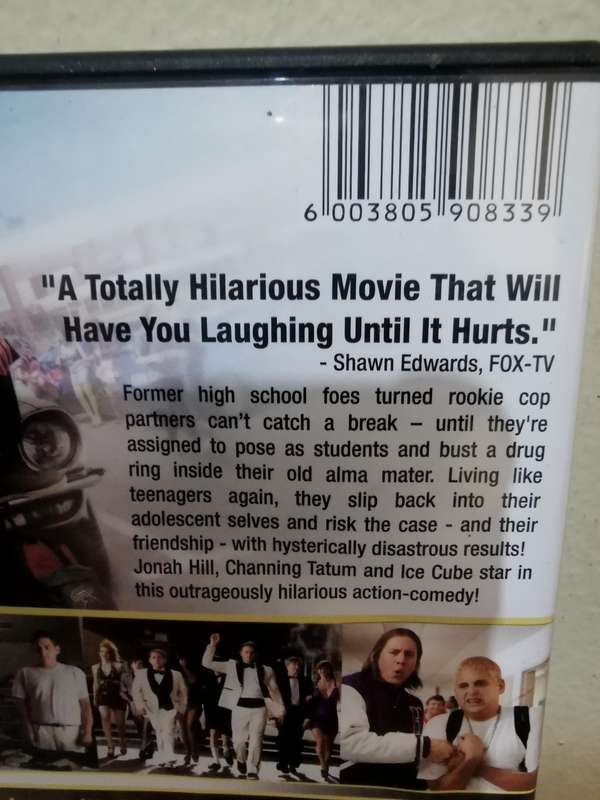 6 003805 908339
"A Totally Hilarious Movie That Will
Have You Laughing Until It Hurts."
- Shawn Edwards, FOX-TV
Former high school foes turned rookie cop
partners can't catch a break – until they're
assigned to pose as students and bust a drug
ring inside their old alma mater. Living like
teenagers again, they slip back into their
adolescent selves and risk the case - and their
friendship - with hysterically disastrous results!
Jonah Hill, Channing Tatum and Ice Cube star in
this outrageously hilarious action-comedy!